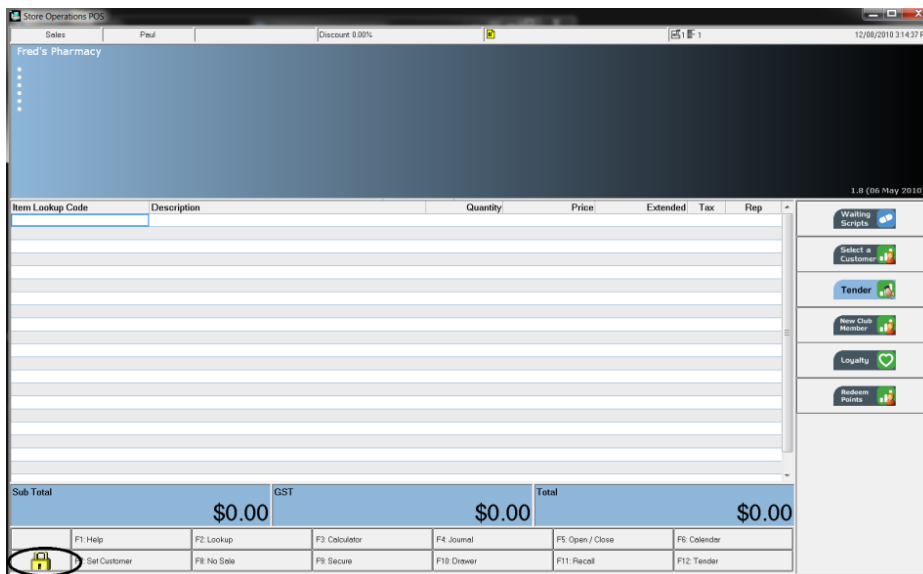 Store Operations POS
Sales Paul Discount 0.00% 1 1 12/08/2010 3:14:37 P
Fred's Pharmacy
1.8 (06 May 2010)
Item Lookup Code Description Quantity Price Extended Tax Rep
Waiting
Scripts
Select a
Customer
Tender
New Club
Member
Loyalty
Redeem
Points
Sub Total GST Total
$0.00 $0.00 $0.00
F1: Help F2: Lookup F3: Calculator F4: Journal F5: Open / Close F6: Calendar
: Set Customer F8: No Sale F9: Secure F10: Drawer F11: Recall F12: Tender